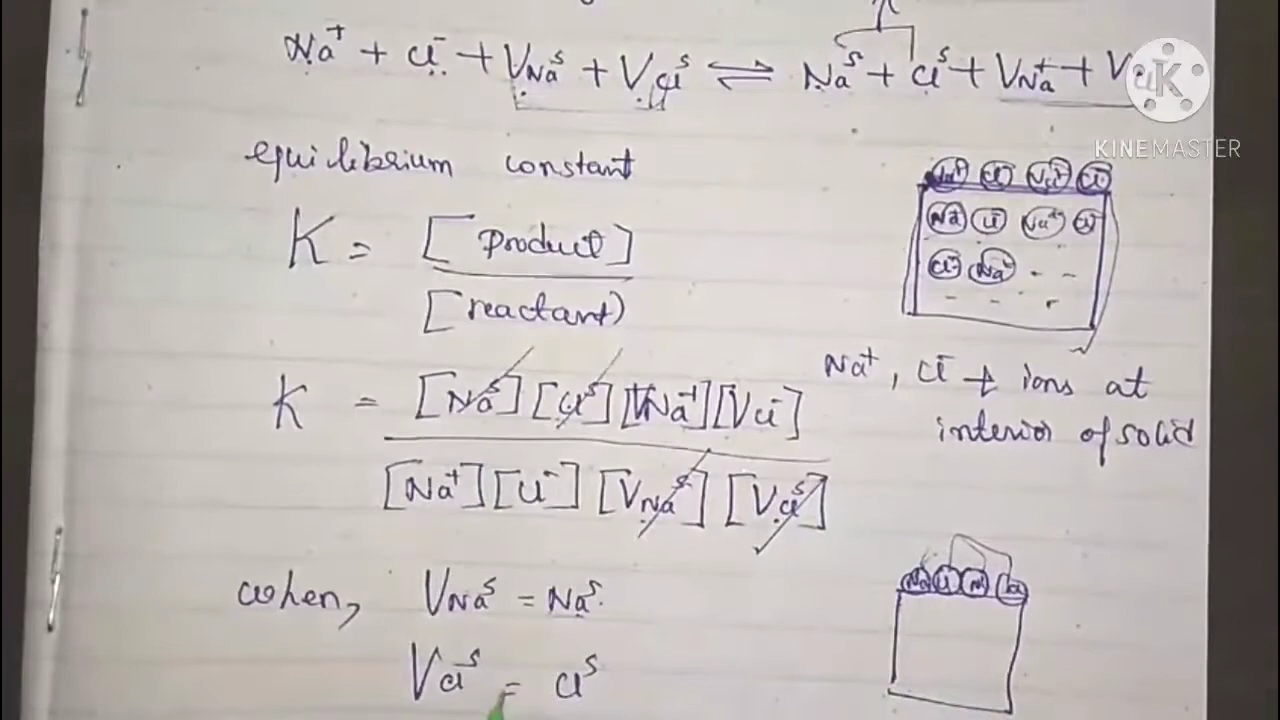 Na⁺ + Cl⁻ + V_Na^s + V_Cl^s ⇌ Na^s + Cl^s + V_Na⁺ +
KINEMASTER
equilibrium constant
K = [product]
[reactant)
Na⁺, Cl⁻ → ions at
interior of solid
K = [Na^s] [Cl^s] [V_Na⁺] [V_Cl⁻]
[Na⁺] [Cl⁻] [V_Na^s] [V_Cl^s]
when, V_Na^s = Na^s.
V_Cl^s = Cl^s